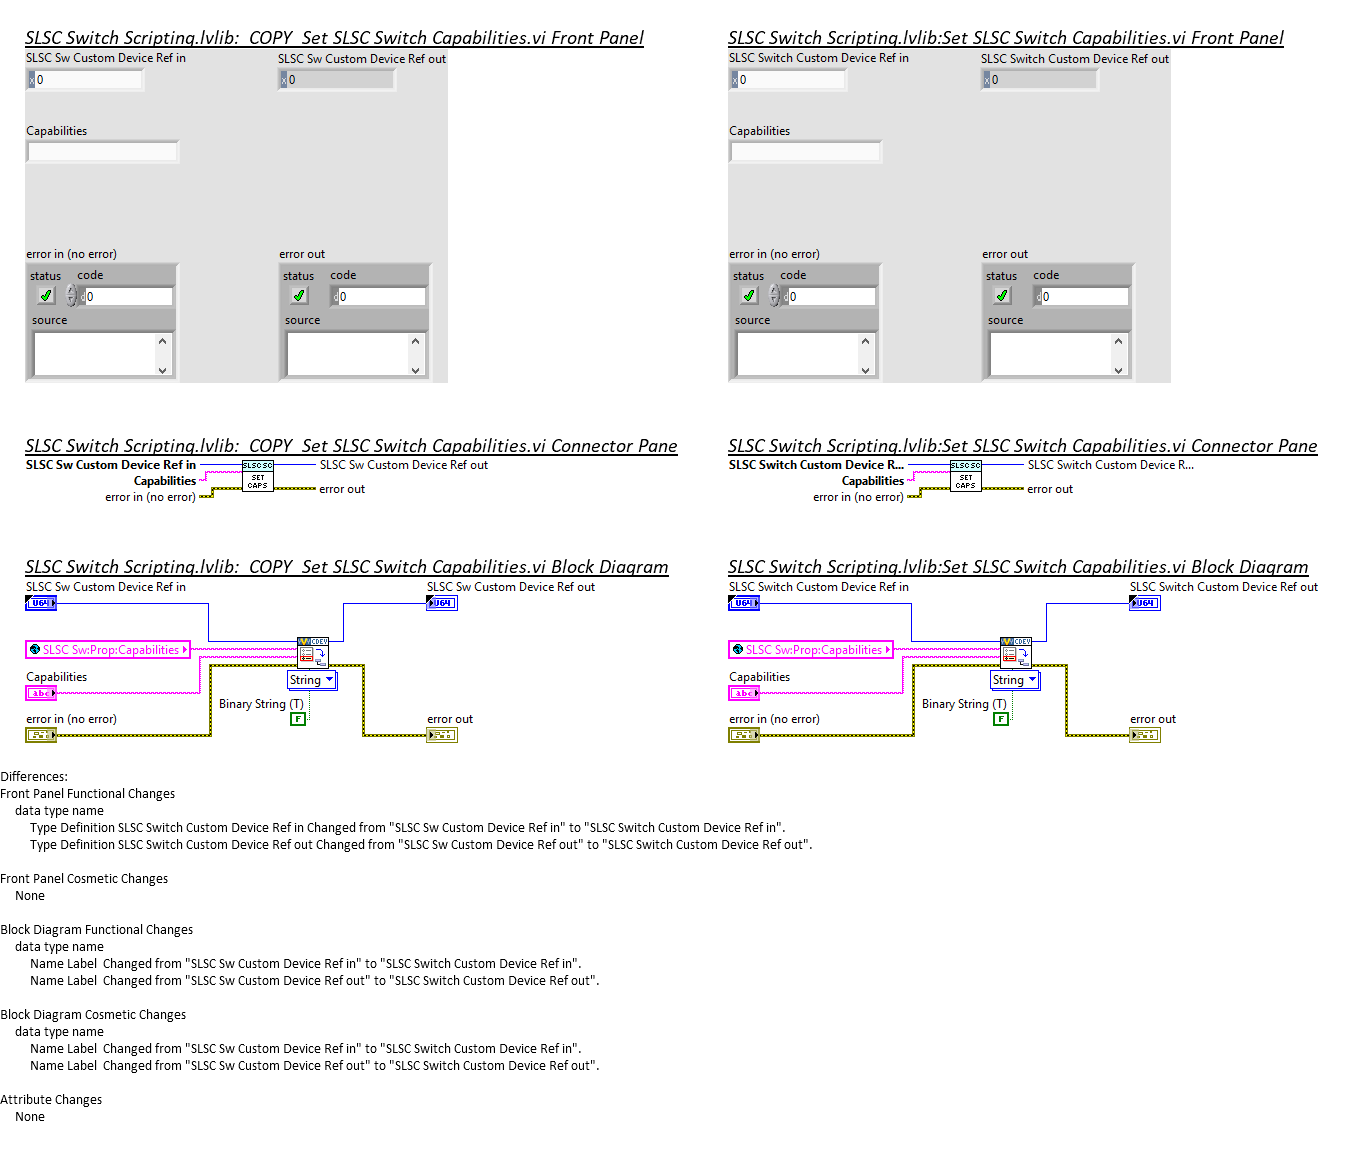 SLSC Switch Scripting.lvlib:  COPY  Set SLSC Switch Capabilities.vi Front Panel
SLSC Sw Custom Device Ref in
SLSC Sw Custom Device Ref out
x 0
x 0
Capabilities
error in (no error)
error out
status
code
status
code
d 0
d 0
source
source
SLSC Switch Scripting.lvlib:Set SLSC Switch Capabilities.vi Front Panel
SLSC Switch Custom Device Ref in
SLSC Switch Custom Device Ref out
x 0
x 0
Capabilities
error in (no error)
error out
status
code
status
code
d 0
d 0
source
source
SLSC Switch Scripting.lvlib:  COPY  Set SLSC Switch Capabilities.vi Connector Pane
SLSC Sw Custom Device Ref in
SLSC SC
SLSC Sw Custom Device Ref out
Capabilities
SET
CAPS
error in (no error)
error out
SLSC Switch Scripting.lvlib:Set SLSC Switch Capabilities.vi Connector Pane
SLSC Switch Custom Device R...
SLSC SC
SLSC Switch Custom Device R...
Capabilities
SET
CAPS
error in (no error)
error out
SLSC Switch Scripting.lvlib:  COPY  Set SLSC Switch Capabilities.vi Block Diagram
SLSC Sw Custom Device Ref in
SLSC Sw Custom Device Ref out
U64
U64
CDEV
SLSC Sw:Prop:Capabilities
Capabilities
String
abc
Binary String (T)
F
error in (no error)
error out
SLSC Switch Scripting.lvlib:Set SLSC Switch Capabilities.vi Block Diagram
SLSC Switch Custom Device Ref in
SLSC Switch Custom Device Ref out
U64
U64
CDEV
SLSC Sw:Prop:Capabilities
Capabilities
String
abc
Binary String (T)
F
error in (no error)
error out
Differences:
Front Panel Functional Changes
data type name
Type Definition SLSC Switch Custom Device Ref in Changed from "SLSC Sw Custom Device Ref in" to "SLSC Switch Custom Device Ref in".
Type Definition SLSC Switch Custom Device Ref out Changed from "SLSC Sw Custom Device Ref out" to "SLSC Switch Custom Device Ref out".
Front Panel Cosmetic Changes
None
Block Diagram Functional Changes
data type name
Name Label  Changed from "SLSC Sw Custom Device Ref in" to "SLSC Switch Custom Device Ref in".
Name Label  Changed from "SLSC Sw Custom Device Ref out" to "SLSC Switch Custom Device Ref out".
Block Diagram Cosmetic Changes
data type name
Name Label  Changed from "SLSC Sw Custom Device Ref in" to "SLSC Switch Custom Device Ref in".
Name Label  Changed from "SLSC Sw Custom Device Ref out" to "SLSC Switch Custom Device Ref out".
Attribute Changes
None